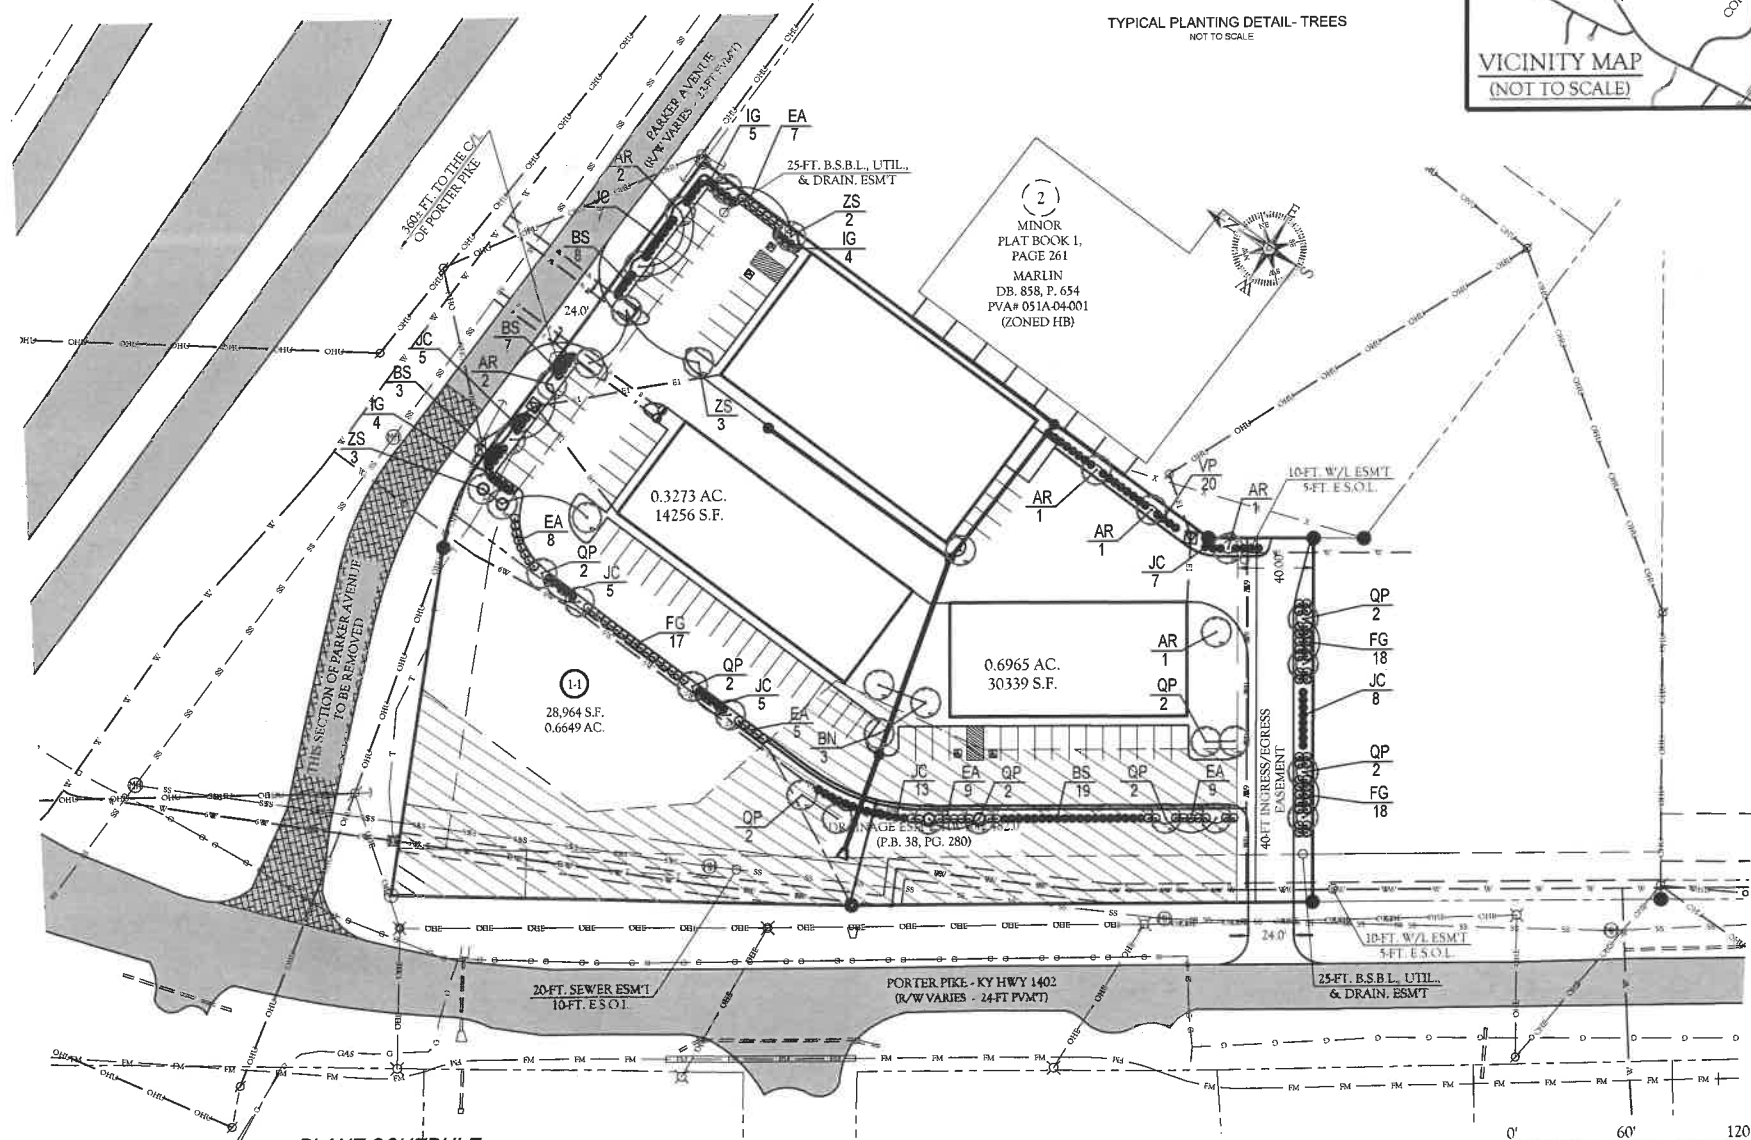 TYPICAL PLANTING DETAIL- TREES
NOT TO SCALE
VICINITY MAP
(NOT TO SCALE)
PARKER AVENUE
(R/W VARIES - 23-FT PVM'T)
360± FT. TO THE C/L
OF PORTER PIKE
IG
5
EA
7
25-FT. B.S.B.L., UTIL.,
& DRAIN. ESM'T
AR
2
JC
ZS
2
IG
4
BS
8
24.0'
BS
7
JC
5
AR
2
BS
3
IG
4
ZS
3
ZS
3
2
MINOR
PLAT BOOK 1,
PAGE 261
MARLIN
DB. 858, P. 654
PVA# 051A-04-001
(ZONED HB)
N
E
S
W
0.3273 AC.
14256 S.F.
EA
8
QP
2
JC
5
FG
17
QP
2
JC
5
EA
5
BN
3
1-1
28,964 S.F.
0.6649 AC.
THIS SECTION OF PARKER AVENUE
TO BE REMOVED
AR
1
AR
1
VP
20
AR
1
JC
7
10-FT. W/L ESM'T
5-FT. E.S.O.L.
40.00'
0.6965 AC.
30339 S.F.
AR
1
QP
2
QP
2
FG
18
JC
8
QP
2
FG
18
40-FT INGRESS/EGRESS
EASEMENT
JC
13
EA
9
QP
2
BS
19
QP
2
EA
9
QP
2
(P.B. 38, PG. 280)
24.0'
10-FT. W/L ESM'T
5-FT. E.S.O.L.
20-FT. SEWER ESM'T
10-FT. E.S.O.L.
PORTER PIKE - KY HWY 1402
(R/W VARIES - 24-FT PVM'T)
25-FT. B.S.B.L., UTIL.,
& DRAIN. ESM'T
GAS
PLANT SCHEDULE
0'
60'
120